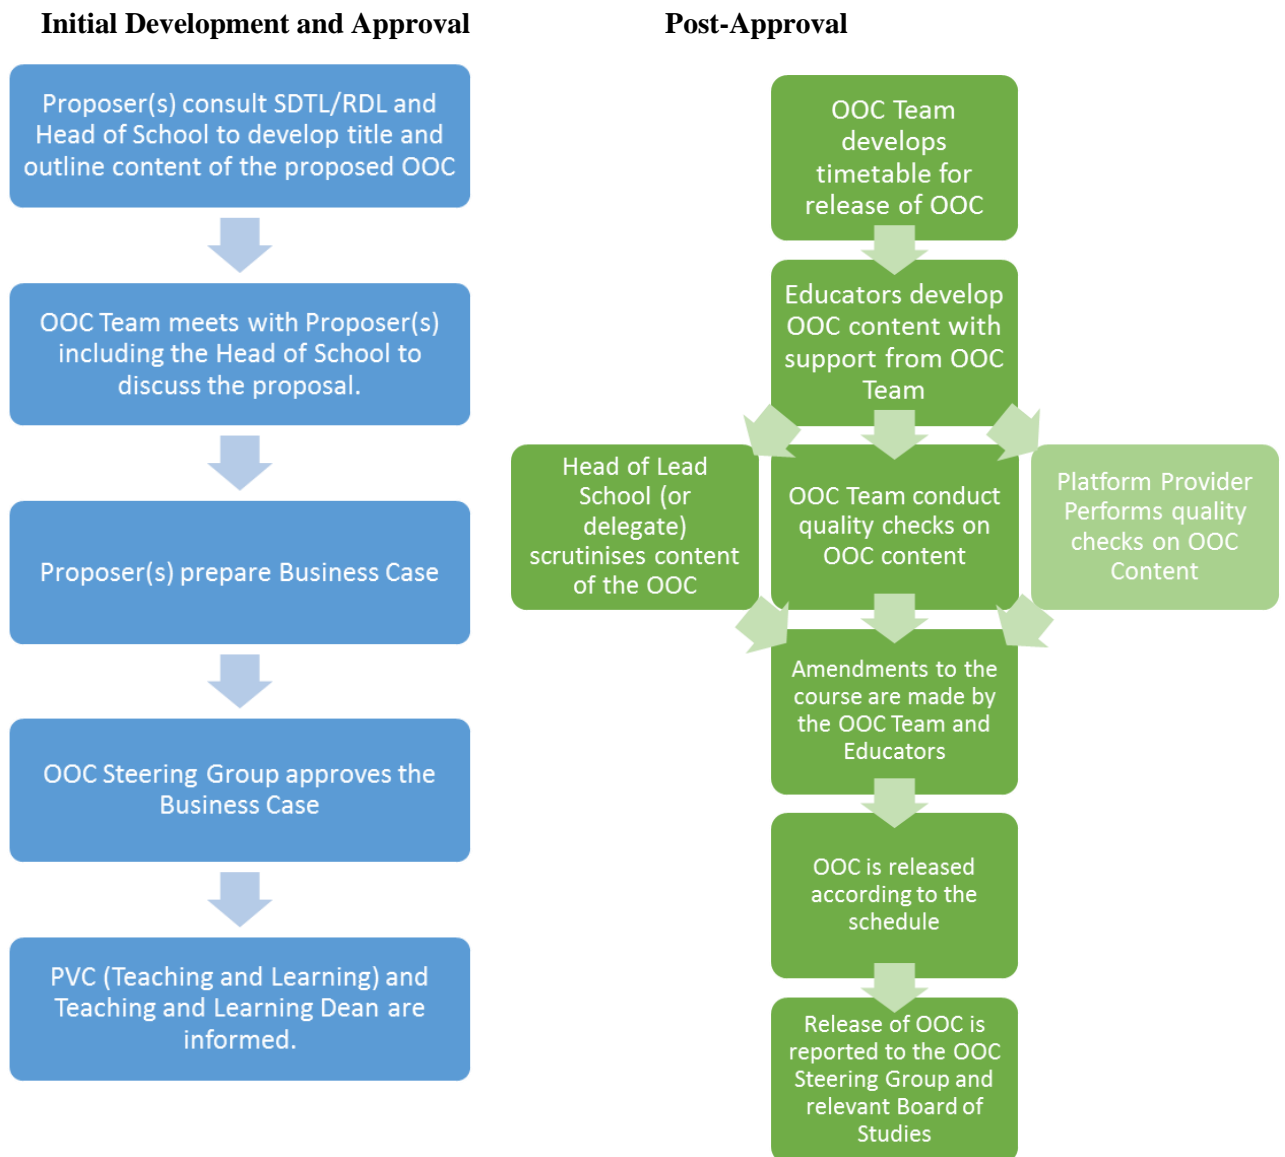 Initial Development and Approval
Proposer(s) consult SDTL/RDL and
Head of School to develop title and
outline content of the proposed OOC
OOC Team meets with Proposer(s)
including the Head of School to
discuss the proposal.
Proposer(s) prepare Business Case
OOC Steering Group approves the
Business Case
PVC (Teaching and Learning) and
Teaching and Learning Dean are
informed.
Post-Approval
OOC Team
develops
timetable for
release of OOC
Educators develop
OOC content with
support from OOC
Team
Head of Lead
School (or
delegate)
scrutinises content
of the OOC
OOC Team conduct
quality checks on
OOC content
Platform Provider
Performs quality
checks on OOC
Content
Amendments to the
course are made by
the OOC Team and
Educators
OOC is released
according to the
schedule
Release of OOC is
reported to the OOC
Steering Group and
relevant Board of
Studies